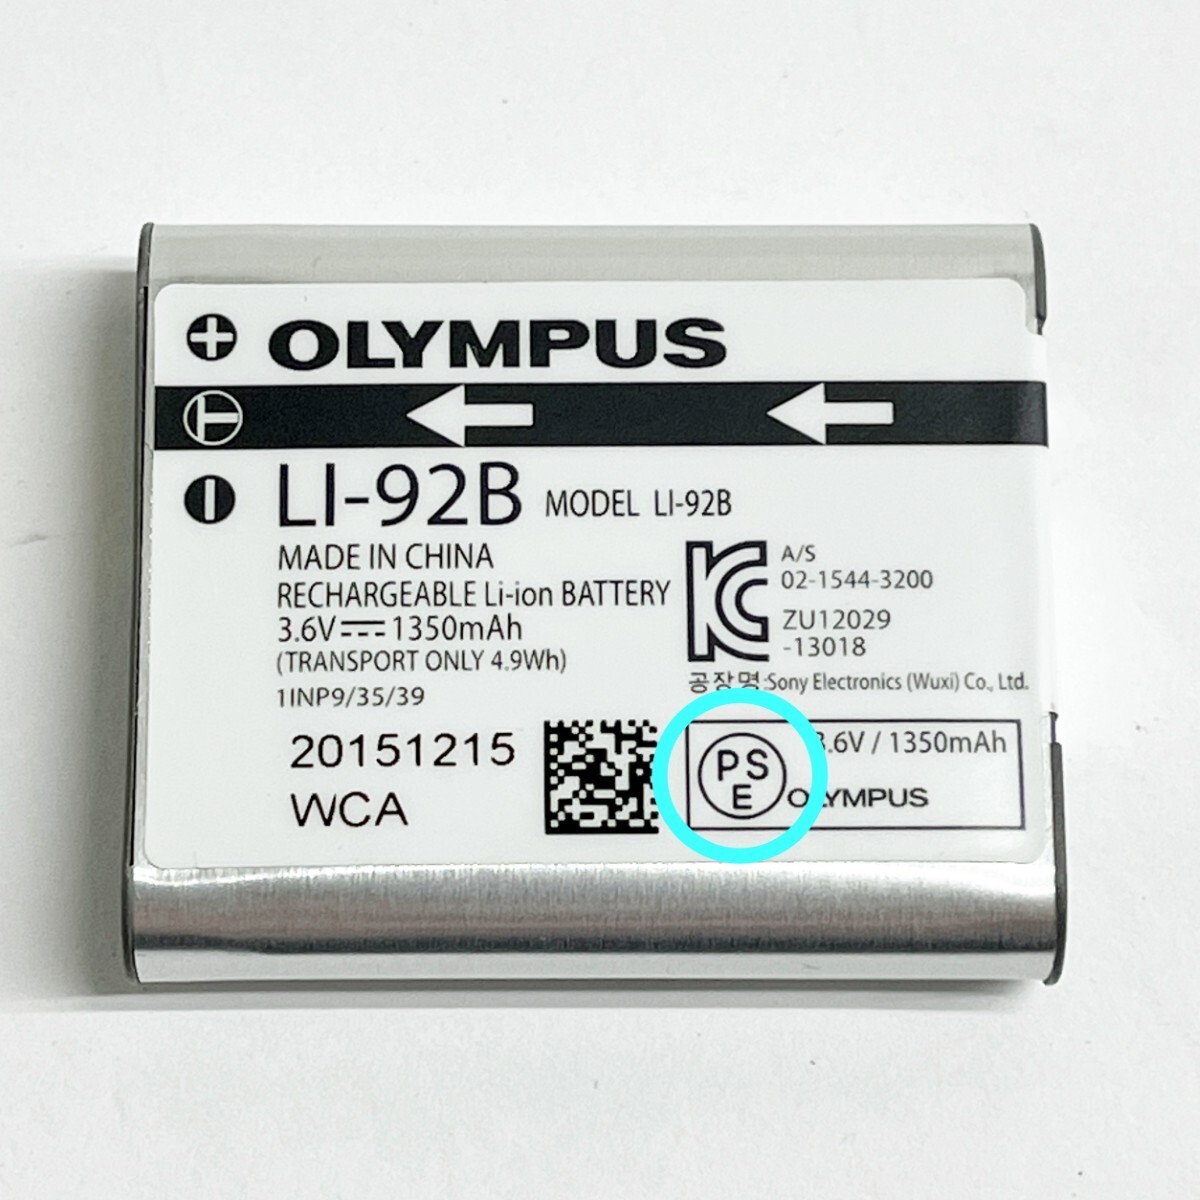 OLYMPUS
LI-92B MODEL LI-92B
MADE IN CHINA
RECHARGEABLE Li-ion BATTERY
3.6V⎓1350mAh
(TRANSPORT ONLY 4.9Wh)
1INP9/35/39
20151215
WCA
A/S
02-1544-3200
ZU12029
-13018
공장명:Sony Electronics (Wuxi) Co., Ltd.
PS
E
3.6V / 1350mAh
OLYMPUS